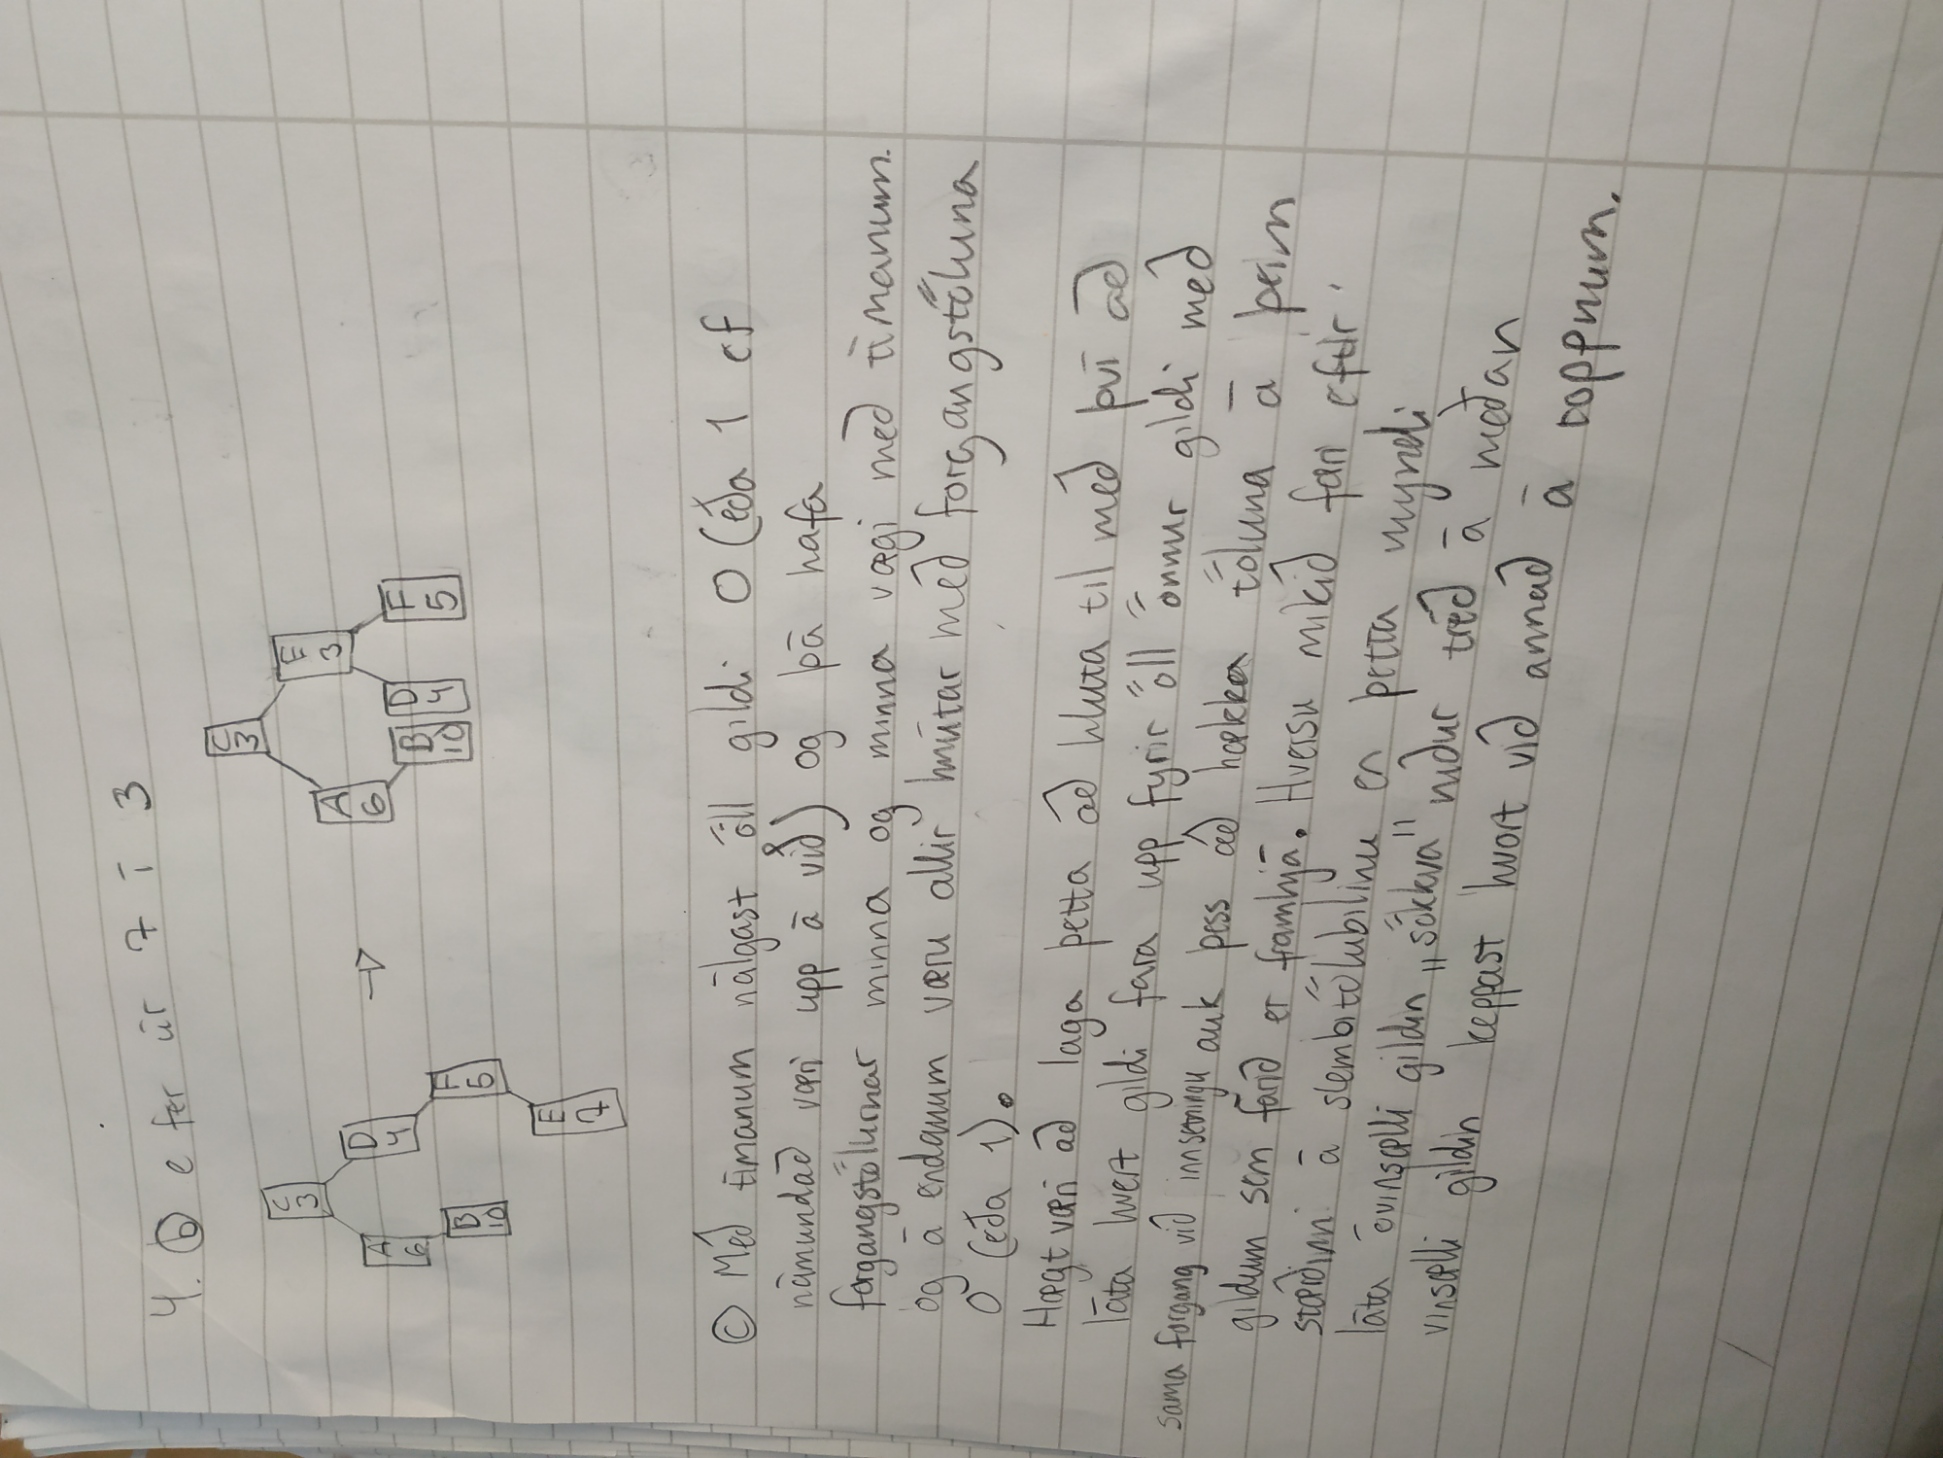 4. ⓑ e fer úr 7 í 3
C
3
A
6
B
10
D
4
F
5
E
7
→
C
3
A
6
E
3
B
10
D
4
F
5
ⓒ Með tímanum nálgast öll gildi 0 (eða 1 ef
námundað væri upp á við) og þá hafa
forgangstölurnar minna og minna vægi með tímanum.
og á endanum væru allir hnútar með forgangstöluna
0 (eða 1).
Hægt væri að laga þetta að hluta til með því að
láta hvert gildi fara upp fyrir öll önnur gildi með
sama forgang við innsetningu auk þess að hækka töluna á þeim
gildum sem farið er framhjá. Hversu mikið færi eftir
stærðinni á slembitölubilinu en þetta myndi
láta óvinsælli gildin „sökkva" niður tréð á meðan
vinsælli gildin keppast hvort við annað á toppnum.